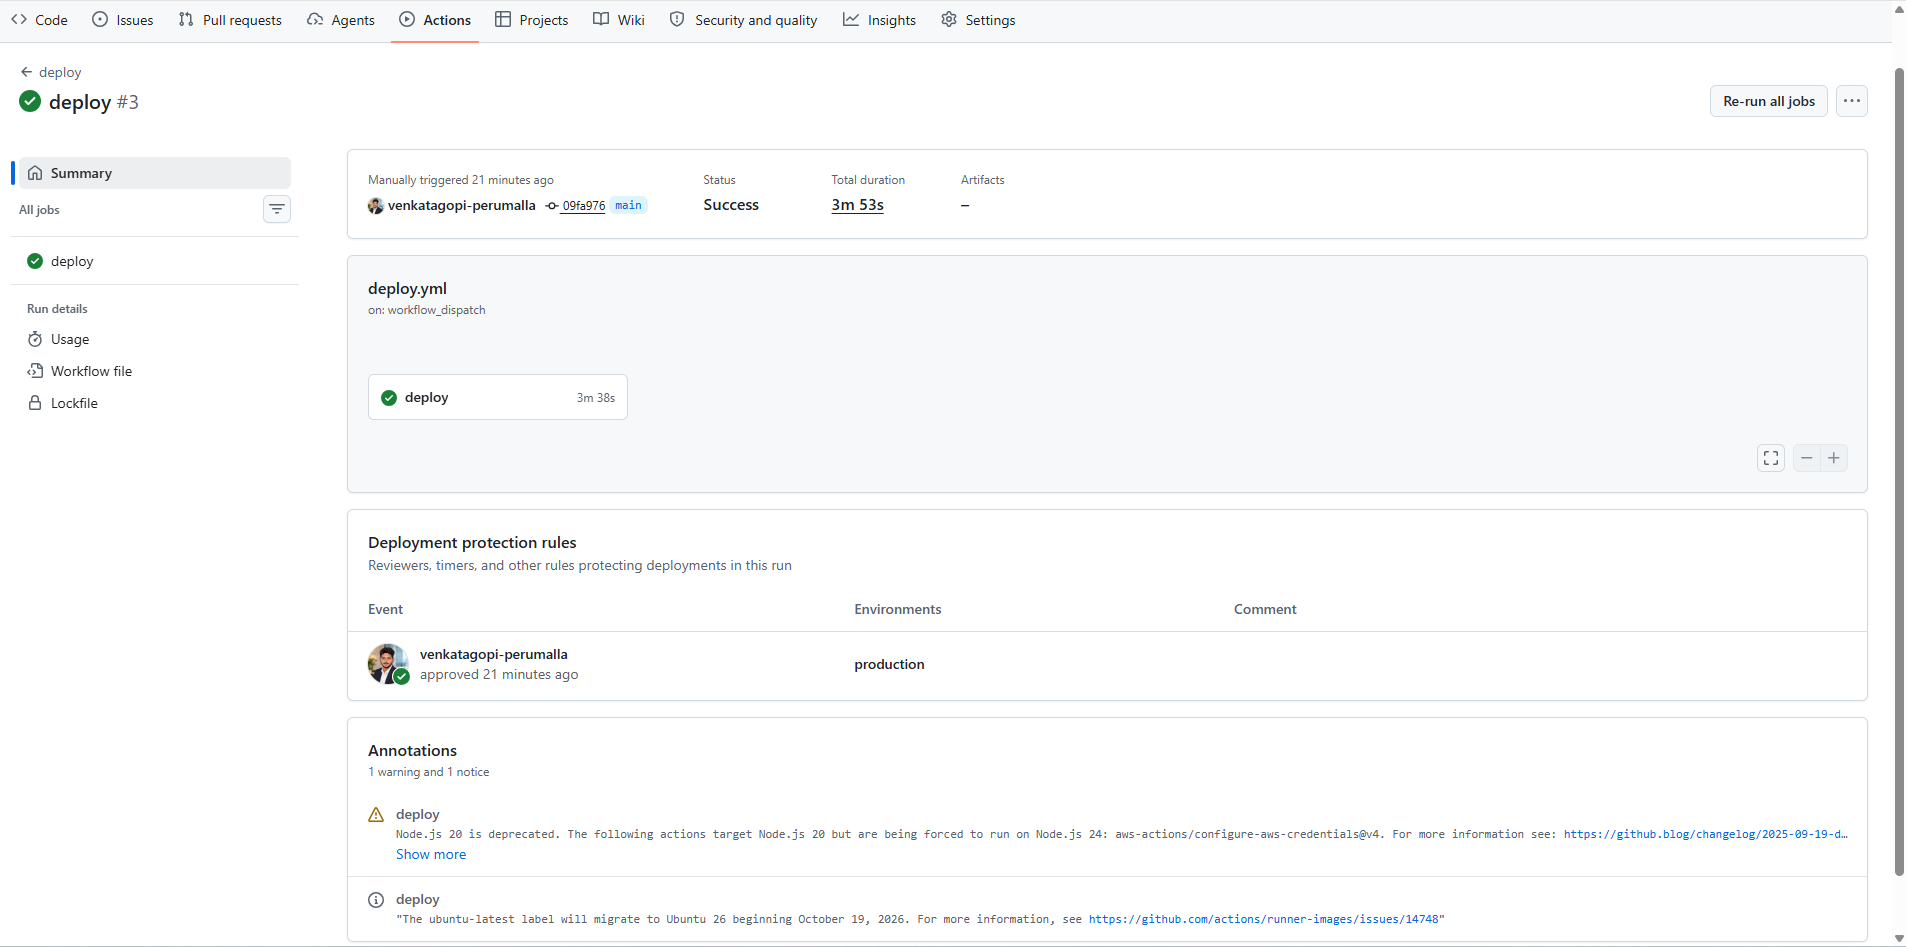 Code Issues Pull requests Agents Actions Projects Wiki Security and quality Insights Settings
deploy
deploy #3
Re-run all jobs
Summary
All jobs
deploy
Run details
Usage
Workflow file
Lockfile
Manually triggered 21 minutes ago
venkatagopi-perumalla 09fa976 main
Status
Success
Total duration
3m 53s
Artifacts
–
deploy.yml
on: workflow_dispatch
deploy 3m 38s
Deployment protection rules
Reviewers, timers, and other rules protecting deployments in this run
Event Environments Comment
venkatagopi-perumalla
approved 21 minutes ago
production
Annotations
1 warning and 1 notice
deploy
Node.js 20 is deprecated. The following actions target Node.js 20 but are being forced to run on Node.js 24: aws-actions/configure-aws-credentials@v4. For more information see: https://github.blog/changelog/2025-09-19-d…
Show more
deploy
"The ubuntu-latest label will migrate to Ubuntu 26 beginning October 19, 2026. For more information, see https://github.com/actions/runner-images/issues/14748"